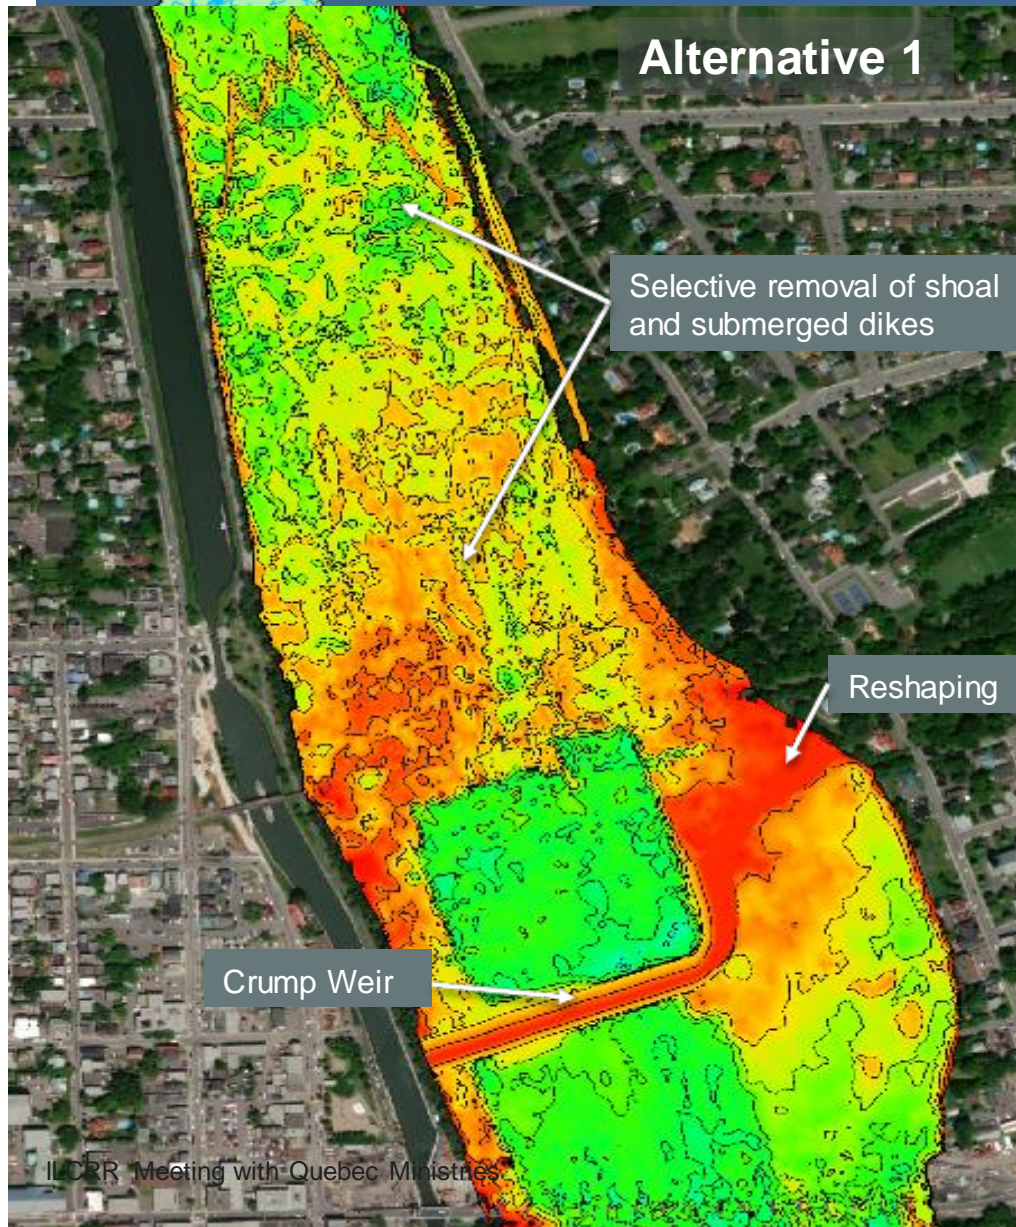 Alternative 1
Selective removal of shoal
and submerged dikes
Reshaping
Crump Weir
ILCRR Meeting with Quebec Ministries